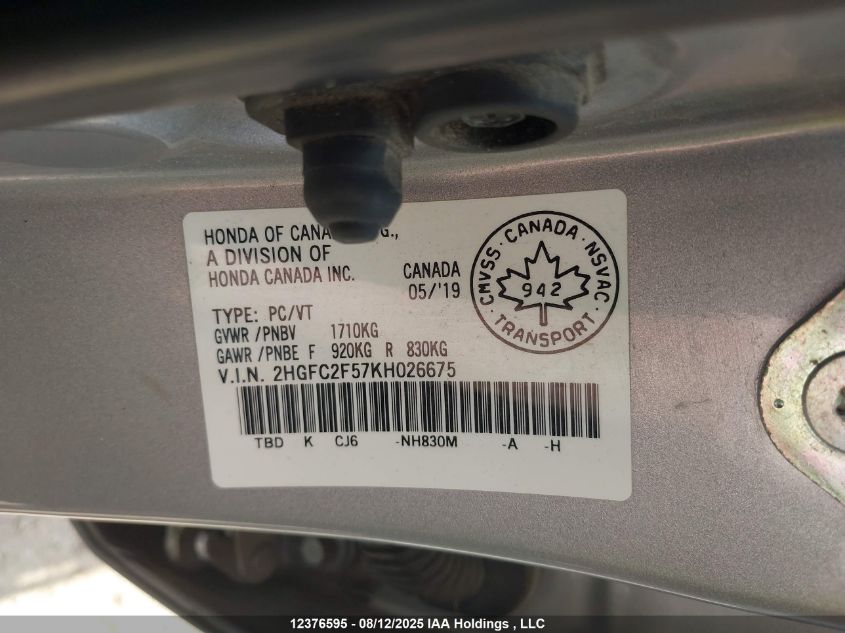 HONDA OF
A DIVISION OF
HONDA CANADA INC.
CANADA
05/'19
TYPE: PC/VT
GVWR /PNBV 1710KG
GAWR /PNBE F 920KG R 830KG
V.I.N. 2HGFC2F57KH026675
TBD K CJ6 -NH830M -A -H
CMVSS · CANADA · NSVAC
942
· TRANSPORT ·
12376595 - 08/12/2025 IAA Holdings , LLC